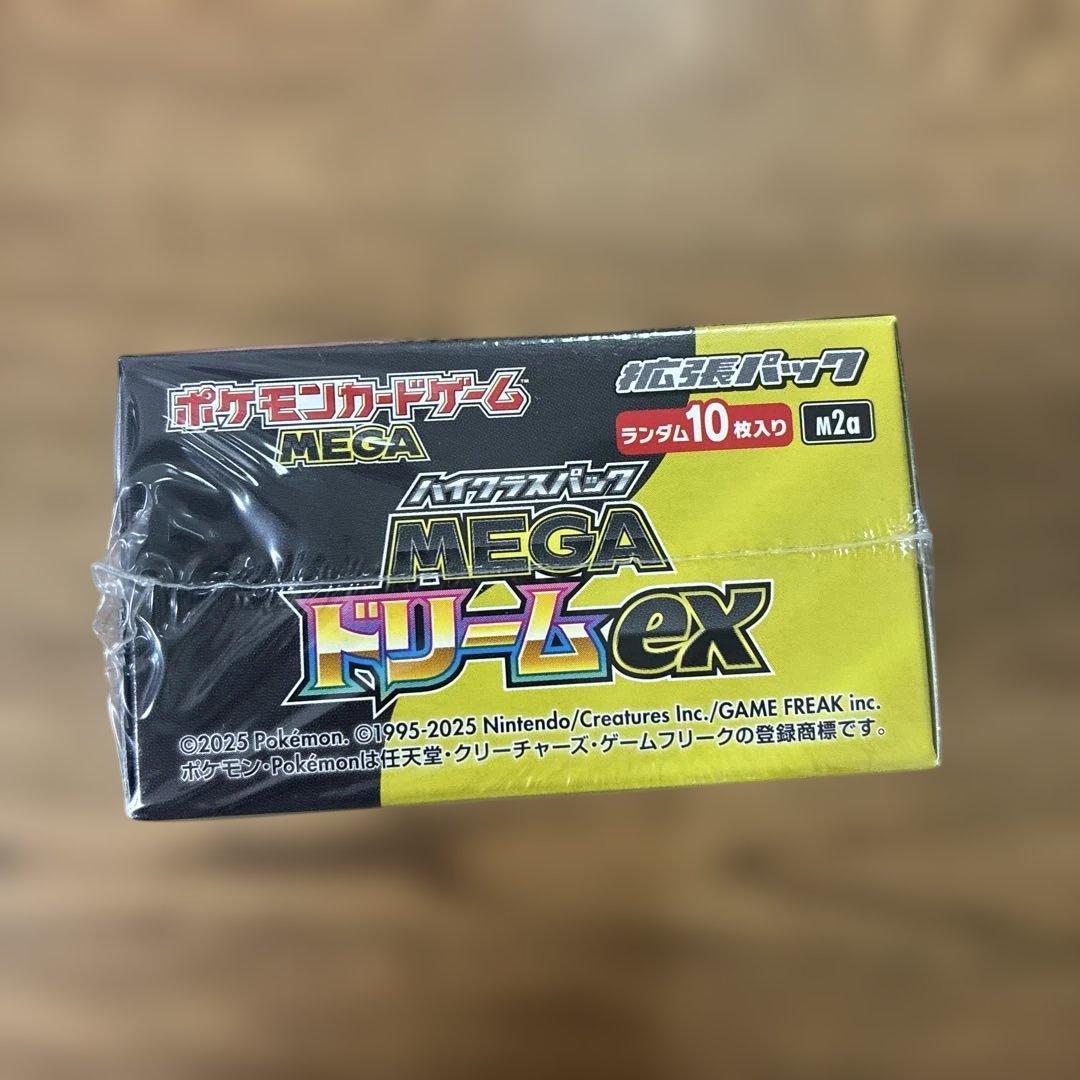 ポケモンカードゲーム™
MEGA
拡張パック
ランダム10枚入り
M2a
ハイクラスパック
MEGA
ドリームex
©2025 Pokémon. ©1995-2025 Nintendo/Creatures Inc./GAME FREAK inc.
ポケモン・Pokémonは任天堂・クリーチャーズ・ゲームフリークの登録商標です。